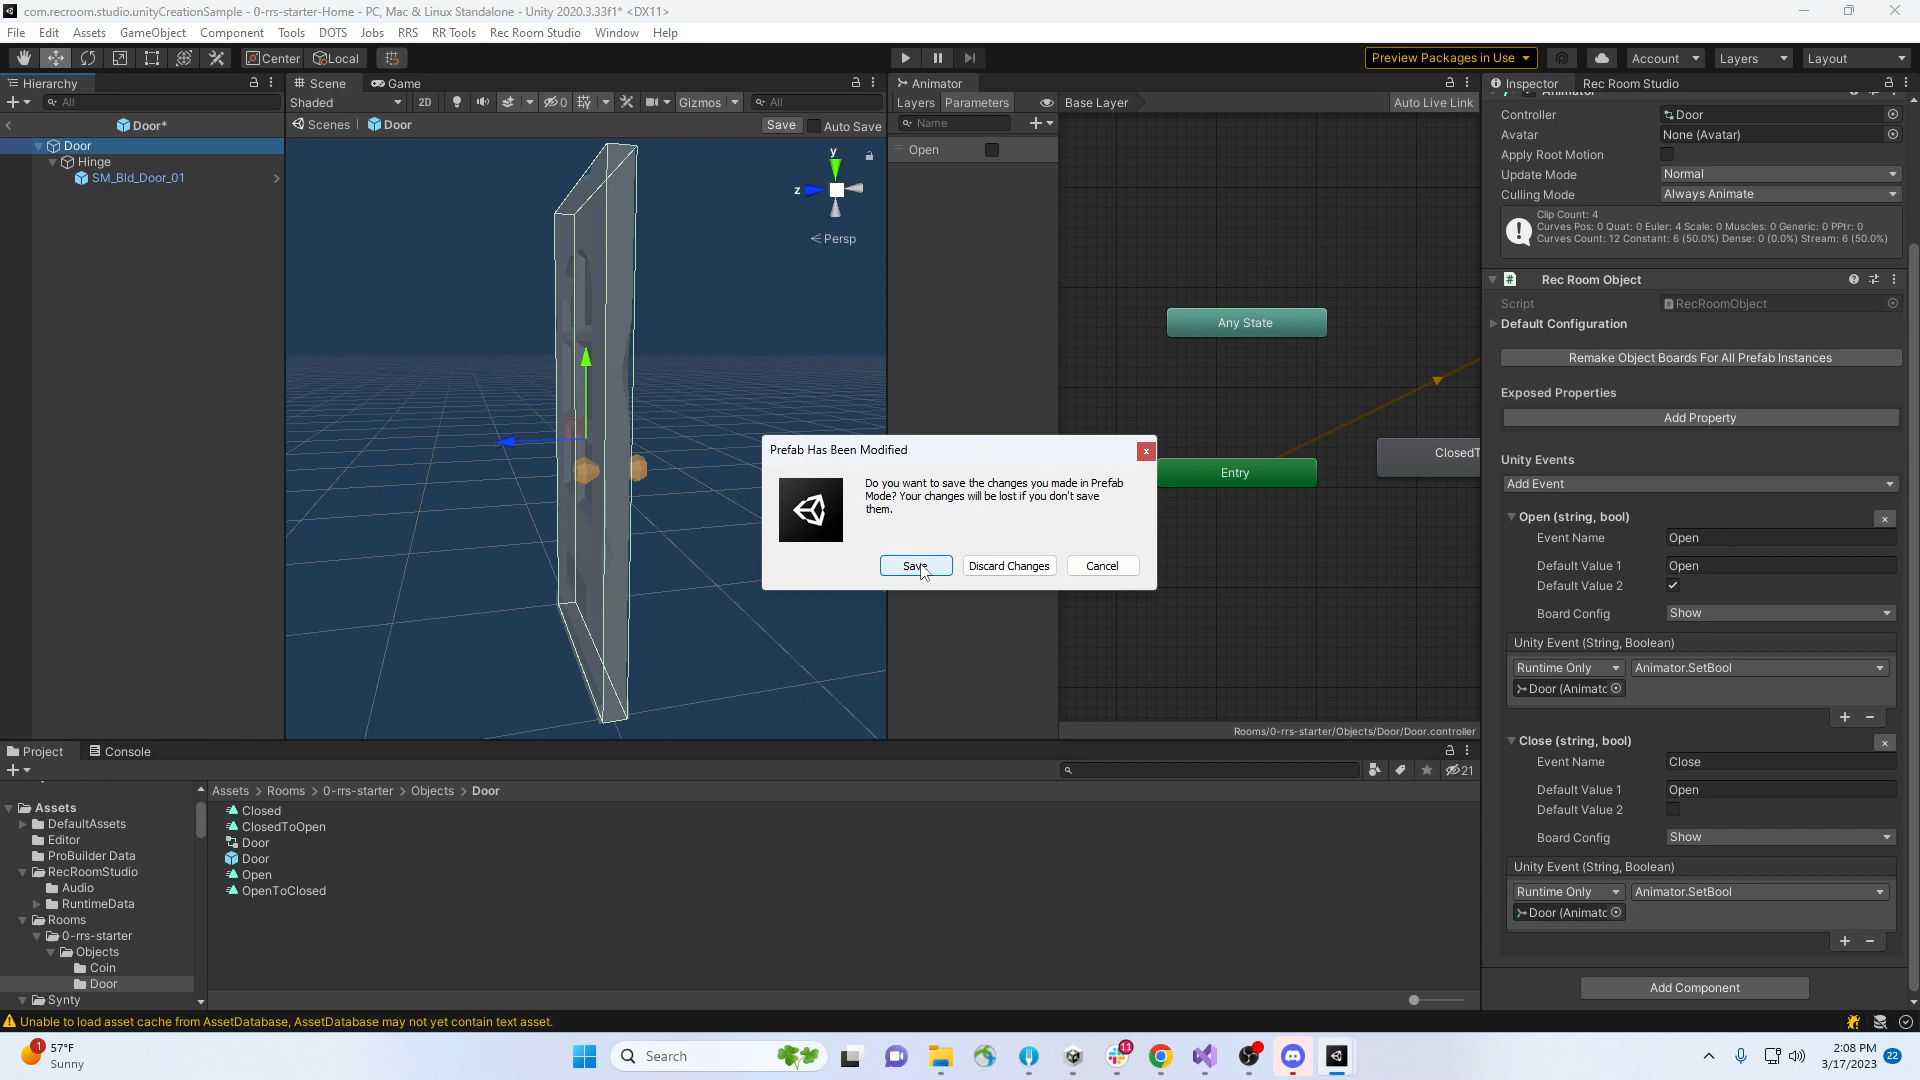 com.recroom.studio.unityCreationSample - 0-rrs-starter-Home - PC, Mac & Linux Standalone - Unity 2020.3.33f1* <DX11>
File Edit Assets GameObject Component Tools DOTS Jobs RRS RR Tools Rec Room Studio Window Help
Center Local Preview Packages in Use Account Layers Layout
Hierarchy
All
Door*
Door
Hinge
SM_Bld_Door_01
Scene Game
Shaded 2D 0 Gizmos All
Scenes Door Save Auto Save
y
z
Persp
Animator
Layers Parameters Base Layer Auto Live Link
Name
Open
Any State
Entry
ClosedT
Rooms/0-rrs-starter/Objects/Door/Door.controller
Prefab Has Been Modified
Do you want to save the changes you made in Prefab
Mode? Your changes will be lost if you don't save
them.
Save Discard Changes Cancel
Inspector Rec Room Studio
Animator
Controller Door
Avatar None (Avatar)
Apply Root Motion
Update Mode Normal
Culling Mode Always Animate
Clip Count: 4
Curves Pos: 0 Quat: 0 Euler: 4 Scale: 0 Muscles: 0 Generic: 0 PPtr: 0
Curves Count: 12 Constant: 6 (50.0%) Dense: 0 (0.0%) Stream: 6 (50.0%)
# Rec Room Object
Script RecRoomObject
Default Configuration
Remake Object Boards For All Prefab Instances
Exposed Properties
Add Property
Unity Events
Add Event
Open (string, bool)
Event Name Open
Default Value 1 Open
Default Value 2
Board Config Show
Unity Event (String, Boolean)
Runtime Only Animator.SetBool
Door (Animatc
Close (string, bool)
Event Name Close
Default Value 1 Open
Default Value 2
Board Config Show
Unity Event (String, Boolean)
Runtime Only Animator.SetBool
Door (Animatc
Add Component
Project Console
21
Assets
DefaultAssets
Editor
ProBuilder Data
RecRoomStudio
Audio
RuntimeData
Rooms
0-rrs-starter
Objects
Coin
Door
Synty
Assets > Rooms > 0-rrs-starter > Objects > Door
Closed
ClosedToOpen
Door
Door
Open
OpenToClosed
Unable to load asset cache from AssetDatabase, AssetDatabase may not yet contain text asset.
1
57°F
Sunny
Search
11
2:08 PM
3/17/2023
22